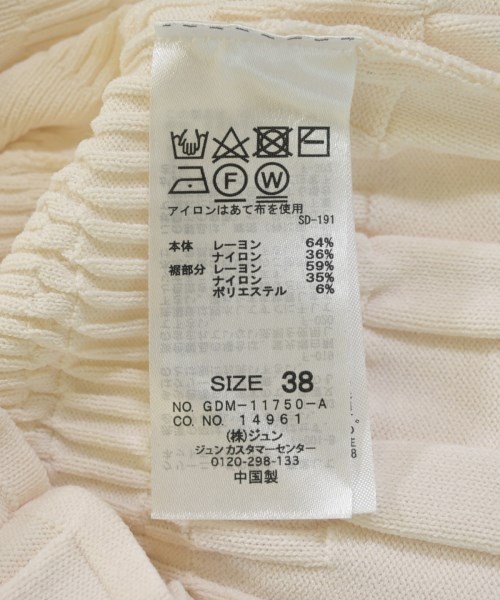 F W
アイロンはあて布を使用
SD-191
本体 レーヨン 64%
ナイロン 36%
裾部分 レーヨン 59%
ナイロン 35%
ポリエステル 6%
SIZE 38
NO. GDM-11750-A
CO. NO. 14961
(株)ジュン
ジュン カスタマーセンター
0120-298-133
中国製